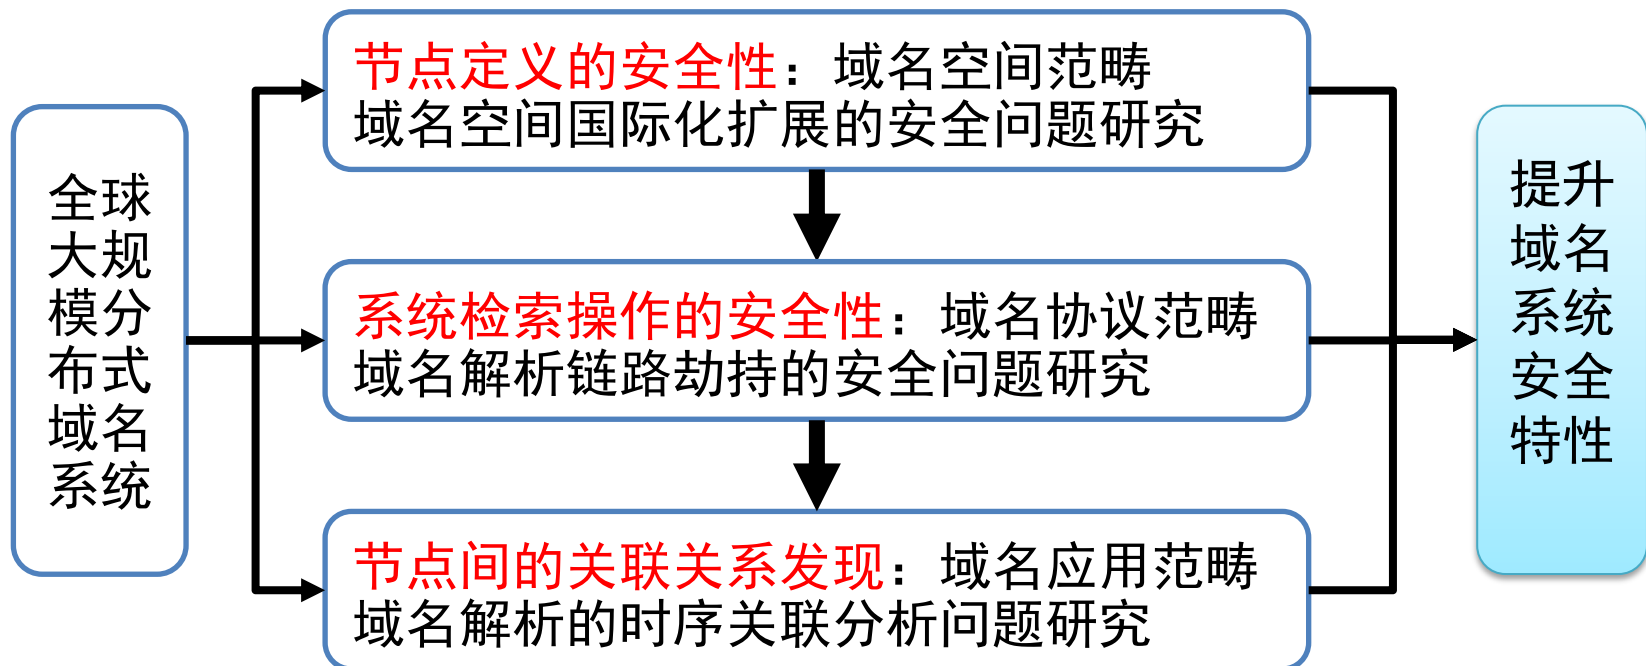 全球
大规
模分
布式
域名
系统
节点定义的安全性：域名空间范畴
域名空间国际化扩展的安全问题研究
系统检索操作的安全性：域名协议范畴
域名解析链路劫持的安全问题研究
节点间的关联关系发现：域名应用范畴
域名解析的时序关联分析问题研究
提升
域名
系统
安全
特性